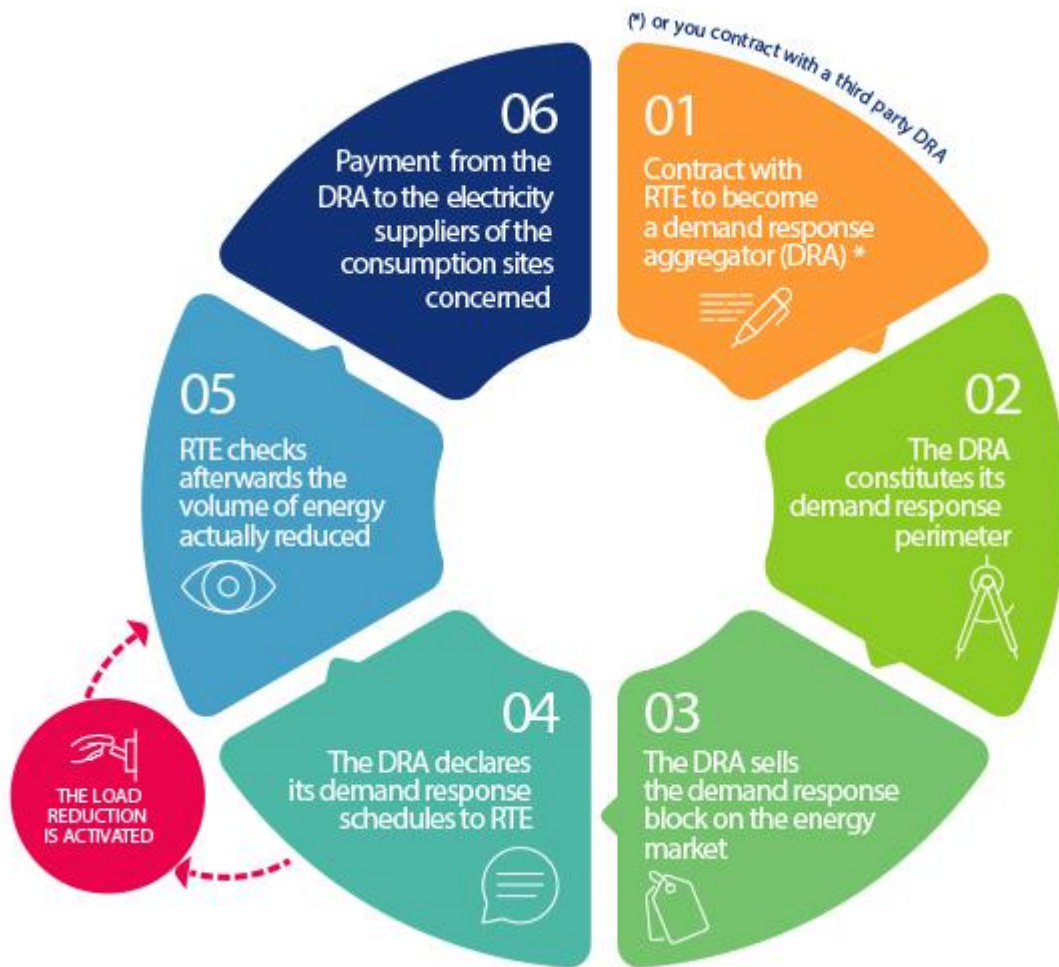 (*) or you contract with a third party DRA
01
Contract with
RTE to become
a demand response
aggregator (DRA) *
02
The DRA
constitutes its
demand response
perimeter
03
The DRA sells
the demand response
block on the energy
market
04
The DRA declares
its demand response
schedules to RTE
THE LOAD
REDUCTION
IS ACTIVATED
05
RTE checks
afterwards the
volume of energy
actually reduced
06
Payment from the
DRA to the electricity
suppliers of the
consumption sites
concerned